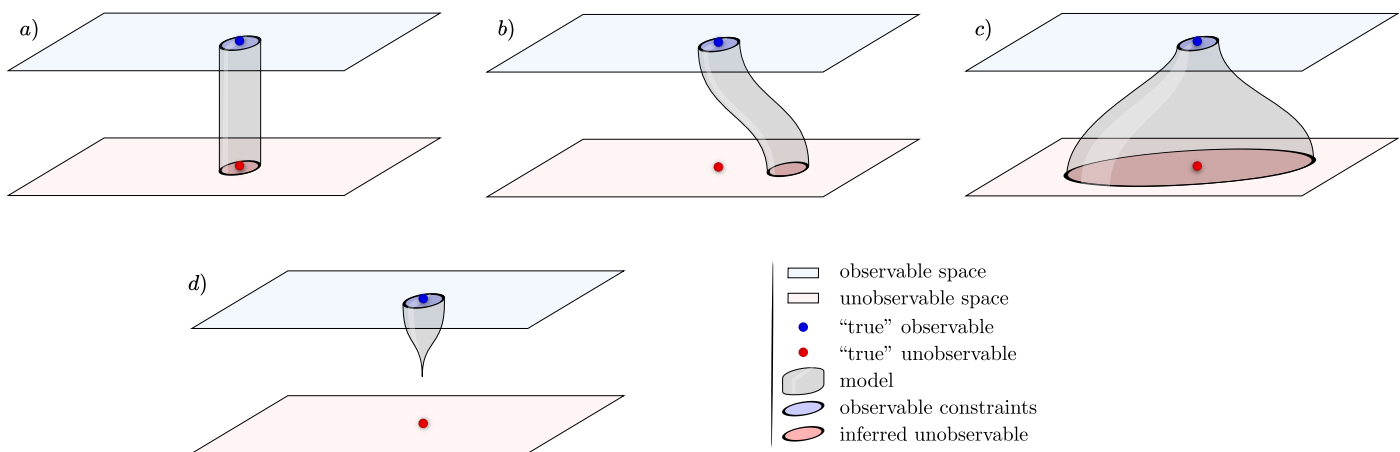 a)
b)
c)
d)
observable space
unobservable space
“true” observable
“true” unobservable
model
observable constraints
inferred unobservable